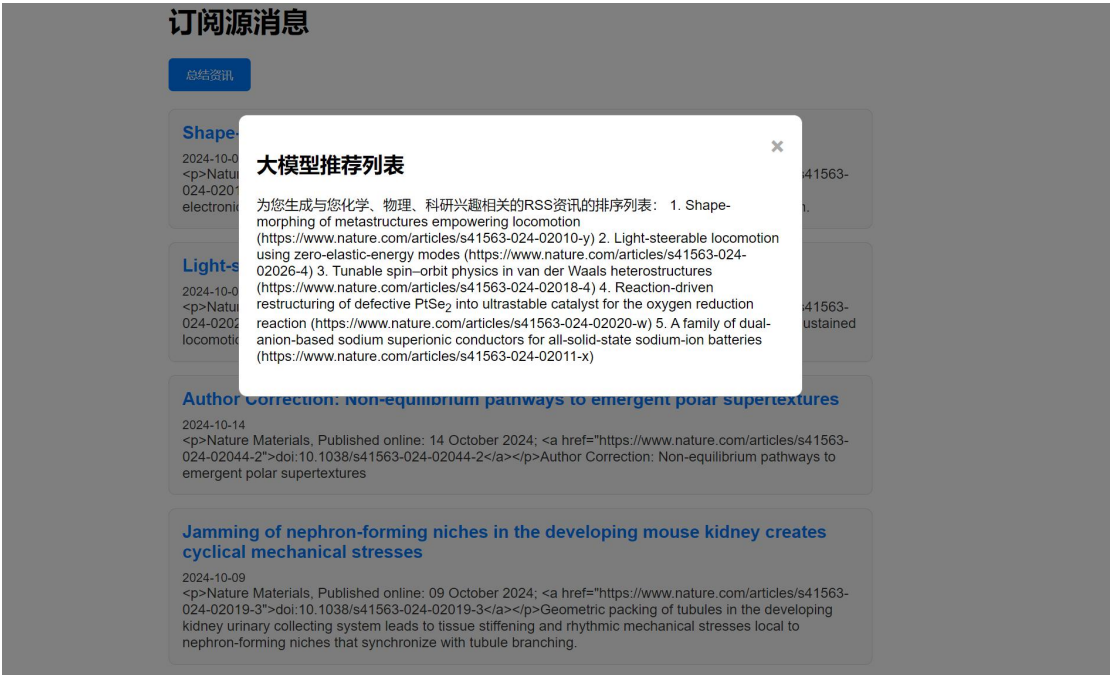 订阅源消息
总结资讯
Shape-
2024-10-0
<p>Natur
s41563-
024-0201
electronic
n.
×
大模型推荐列表
为您生成与您化学、物理、科研兴趣相关的RSS资讯的排序列表： 1. Shape-
morphing of metastructures empowering locomotion
(https://www.nature.com/articles/s41563-024-02010-y) 2. Light-steerable locomotion
using zero-elastic-energy modes (https://www.nature.com/articles/s41563-024-
02026-4) 3. Tunable spin–orbit physics in van der Waals heterostructures
(https://www.nature.com/articles/s41563-024-02018-4) 4. Reaction-driven
restructuring of defective PtSe2 into ultrastable catalyst for the oxygen reduction
reaction (https://www.nature.com/articles/s41563-024-02020-w) 5. A family of dual-
anion-based sodium superionic conductors for all-solid-state sodium-ion batteries
(https://www.nature.com/articles/s41563-024-02011-x)
Light-s
2024-10-0
<p>Natur
s41563-
024-0202
ustained
locomotio
Author Correction: Non-equilibrium pathways to emergent polar supertextures
2024-10-14
<p>Nature Materials, Published online: 14 October 2024; <a href="https://www.nature.com/articles/s41563-
024-02044-2">doi:10.1038/s41563-024-02044-2</a></p>Author Correction: Non-equilibrium pathways to
emergent polar supertextures
Jamming of nephron-forming niches in the developing mouse kidney creates
cyclical mechanical stresses
2024-10-09
<p>Nature Materials, Published online: 09 October 2024; <a href="https://www.nature.com/articles/s41563-
024-02019-3">doi:10.1038/s41563-024-02019-3</a></p>Geometric packing of tubules in the developing
kidney urinary collecting system leads to tissue stiffening and rhythmic mechanical stresses local to
nephron-forming niches that synchronize with tubule branching.